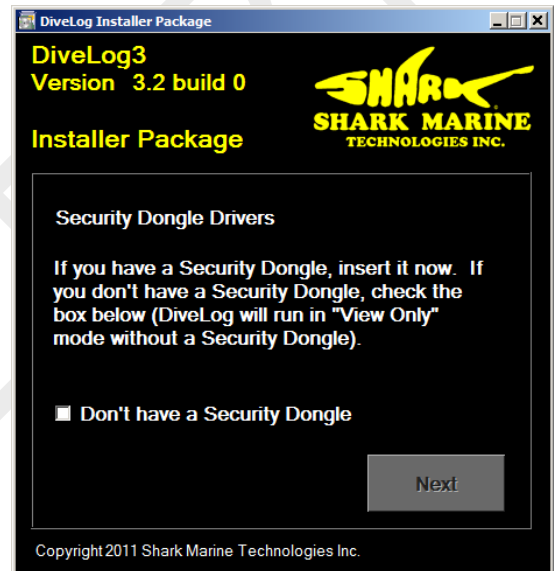 DiveLog Installer Package
DiveLog3
Version 3.2 build 0
SHARK
SHARK MARINE
TECHNOLOGIES INC.
Installer Package
Security Dongle Drivers
If you have a Security Dongle, insert it now. If
you don't have a Security Dongle, check the
box below (DiveLog will run in "View Only"
mode without a Security Dongle).
Don't have a Security Dongle
Next
Copyright 2011 Shark Marine Technologies Inc.